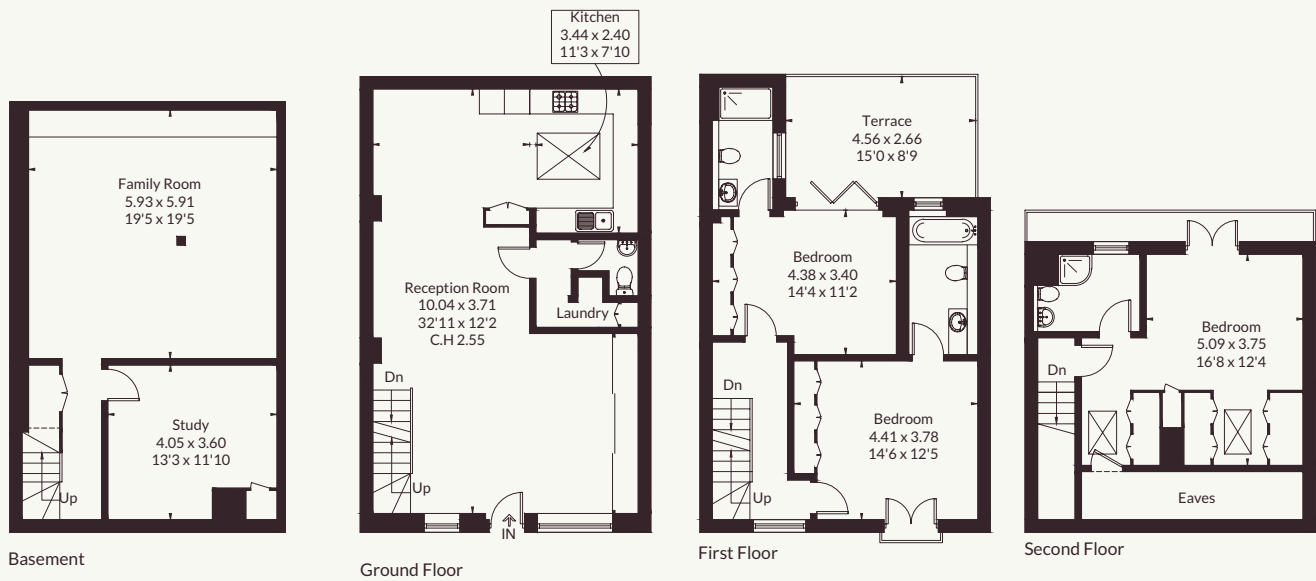 Family Room
5.93 x 5.91
19'5 x 19'5
Study
4.05 x 3.60
13'3 x 11'10
Up
Basement
Kitchen
3.44 x 2.40
11'3 x 7'10
Reception Room
10.04 x 3.71
32'11 x 12'2
C.H 2.55
Laundry
Dn
Up
IN
Ground Floor
Terrace
4.56 x 2.66
15'0 x 8'9
Bedroom
4.38 x 3.40
14'4 x 11'2
Dn
Bedroom
4.41 x 3.78
14'6 x 12'5
Up
First Floor
Bedroom
5.09 x 3.75
16'8 x 12'4
Dn
Eaves
Second Floor